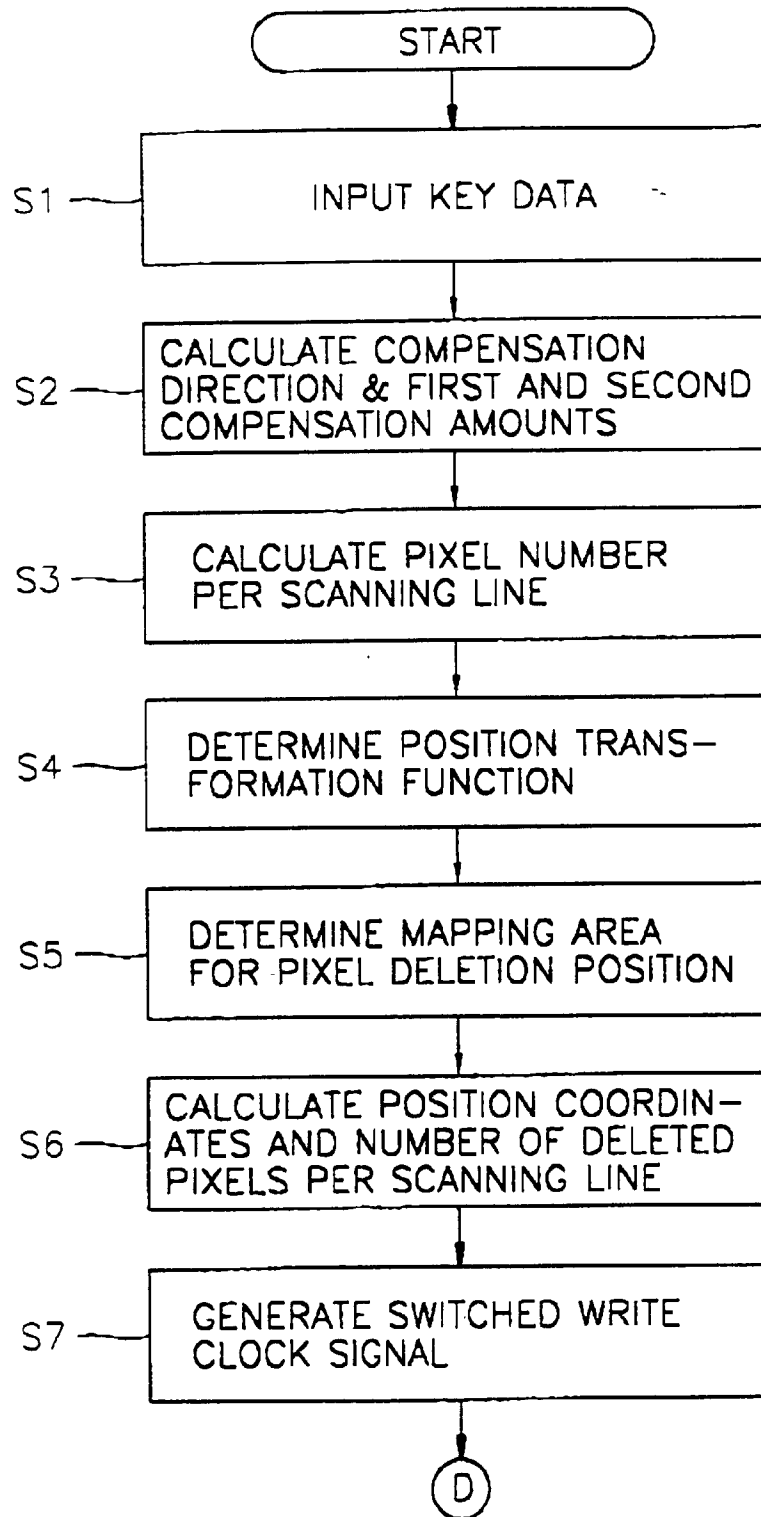 START
S1
INPUT KEY DATA
S2
CALCULATE COMPENSATION
DIRECTION & FIRST AND SECOND
COMPENSATION AMOUNTS
S3
CALCULATE PIXEL NUMBER
PER SCANNING LINE
S4
DETERMINE POSITION TRANS-
FORMATION FUNCTION
S5
DETERMINE MAPPING AREA
FOR PIXEL DELETION POSITION
S6
CALCULATE POSITION COORDIN-
ATES AND NUMBER OF DELETED
PIXELS PER SCANNING LINE
S7
GENERATE SWITCHED WRITE
CLOCK SIGNAL
D